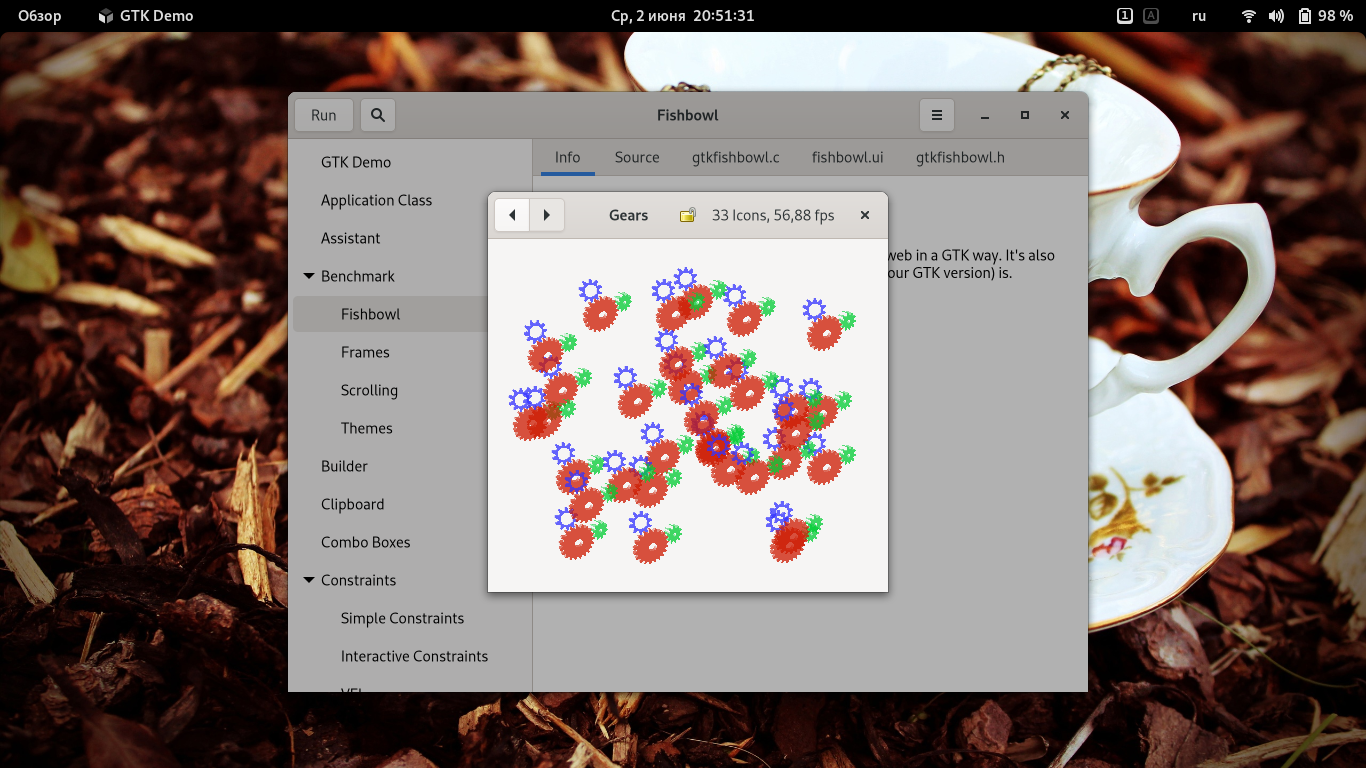 Обзор GTK Demo Ср, 2 июня 20:51:31 1 A ru 98 %
Run Fishbowl
GTK Demo
Application Class
Assistant
Benchmark
Fishbowl
Frames
Scrolling
Themes
Builder
Clipboard
Combo Boxes
Constraints
Simple Constraints
Interactive Constraints
Info Source gtkfishbowl.c fishbowl.ui gtkfishbowl.h
web in a GTK way. It's also
our GTK version) is.
Gears 33 Icons, 56,88 fps